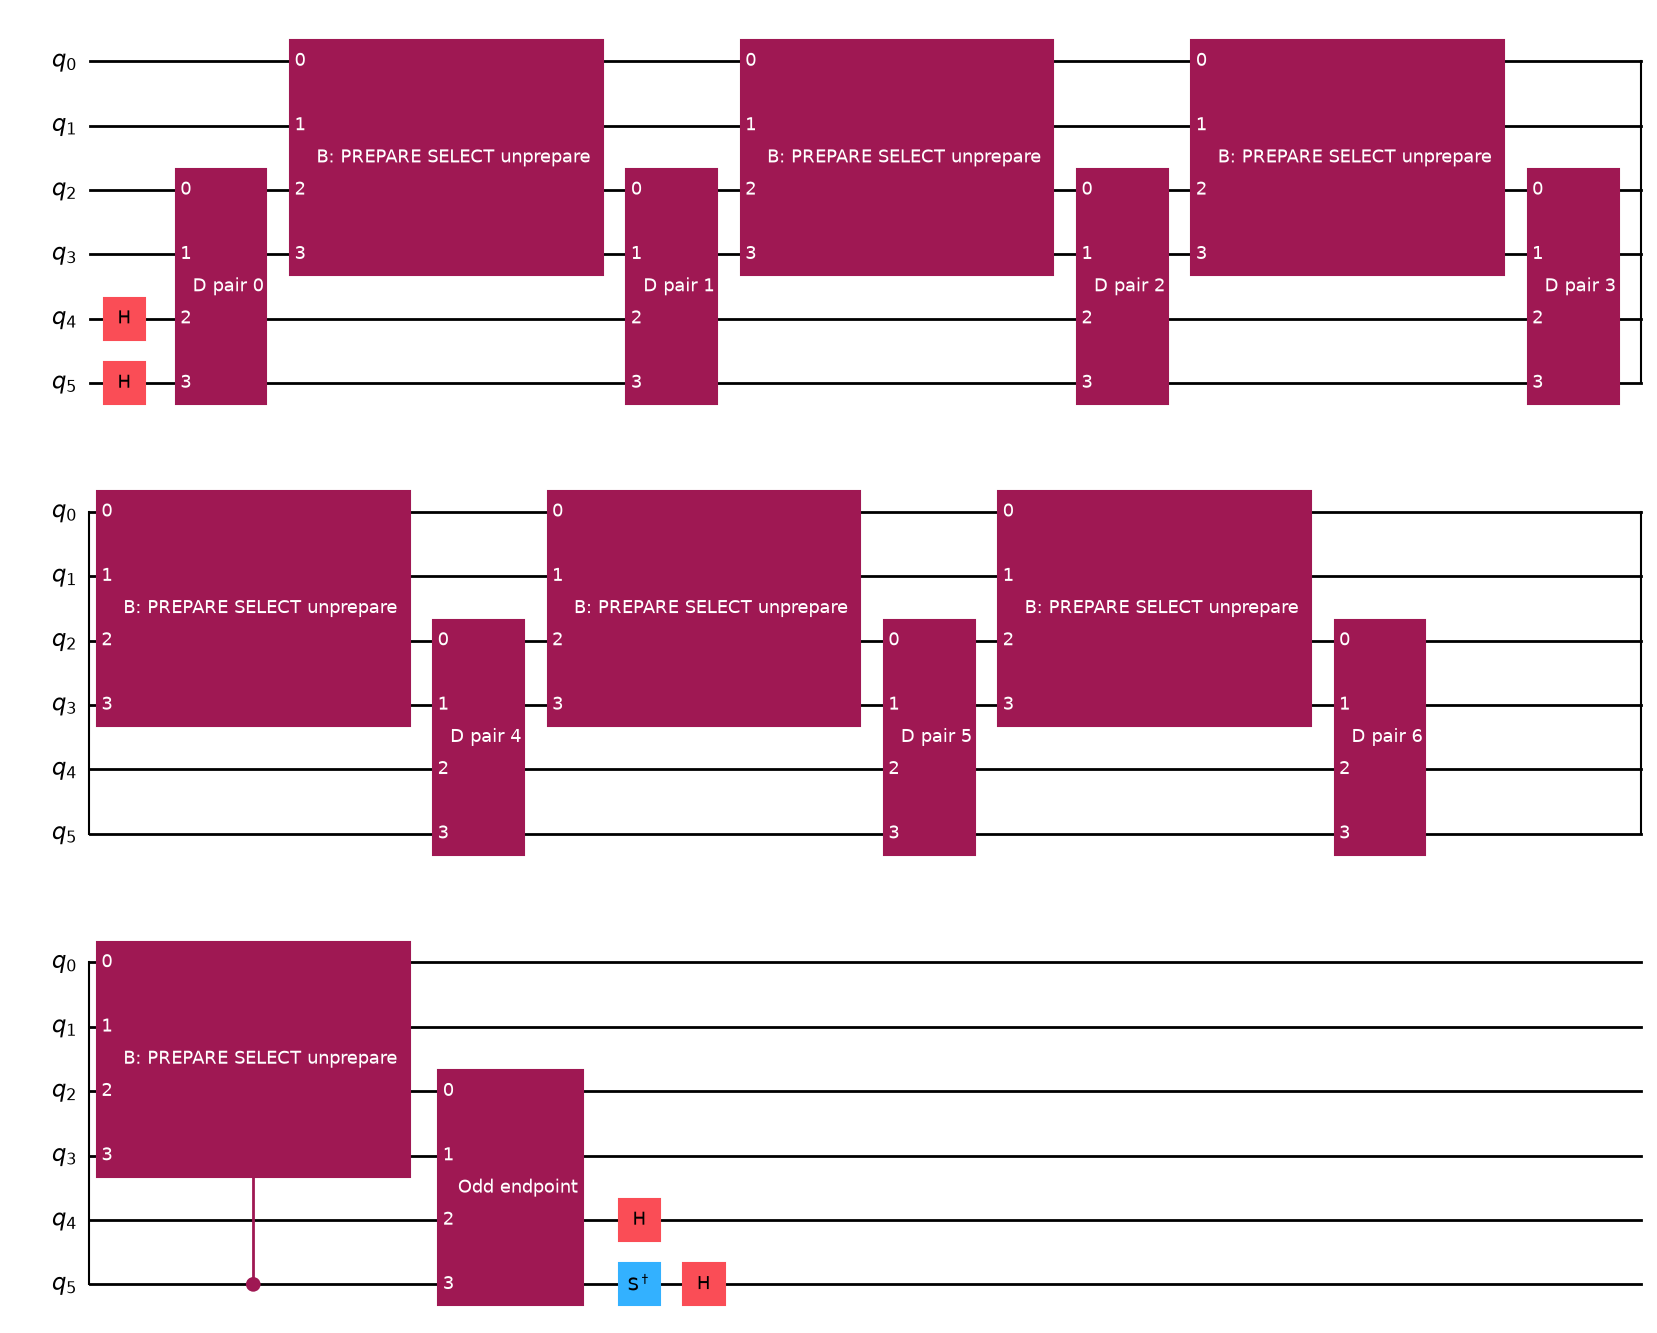 q0 0 0 0
q1 1 1 1
B: PREPARE SELECT unprepare B: PREPARE SELECT unprepare B: PREPARE SELECT unprepare
q2 0 2 0 2 0 2 0
q3 1 3 1 3 1 3 1
D pair 0 D pair 1 D pair 2 D pair 3
q4 H 2 2 2 2
q5 H 3 3 3 3
q0 0 0 0
q1 1 1 1
B: PREPARE SELECT unprepare B: PREPARE SELECT unprepare B: PREPARE SELECT unprepare
q2 2 0 2 0 2 0
q3 3 1 3 1 3 1
D pair 4 D pair 5 D pair 6
q4 2 2 2
q5 3 3 3
q0 0
q1 1
B: PREPARE SELECT unprepare
q2 2 0
q3 3 1
Odd endpoint
q4 2 H
q5 3 S† H